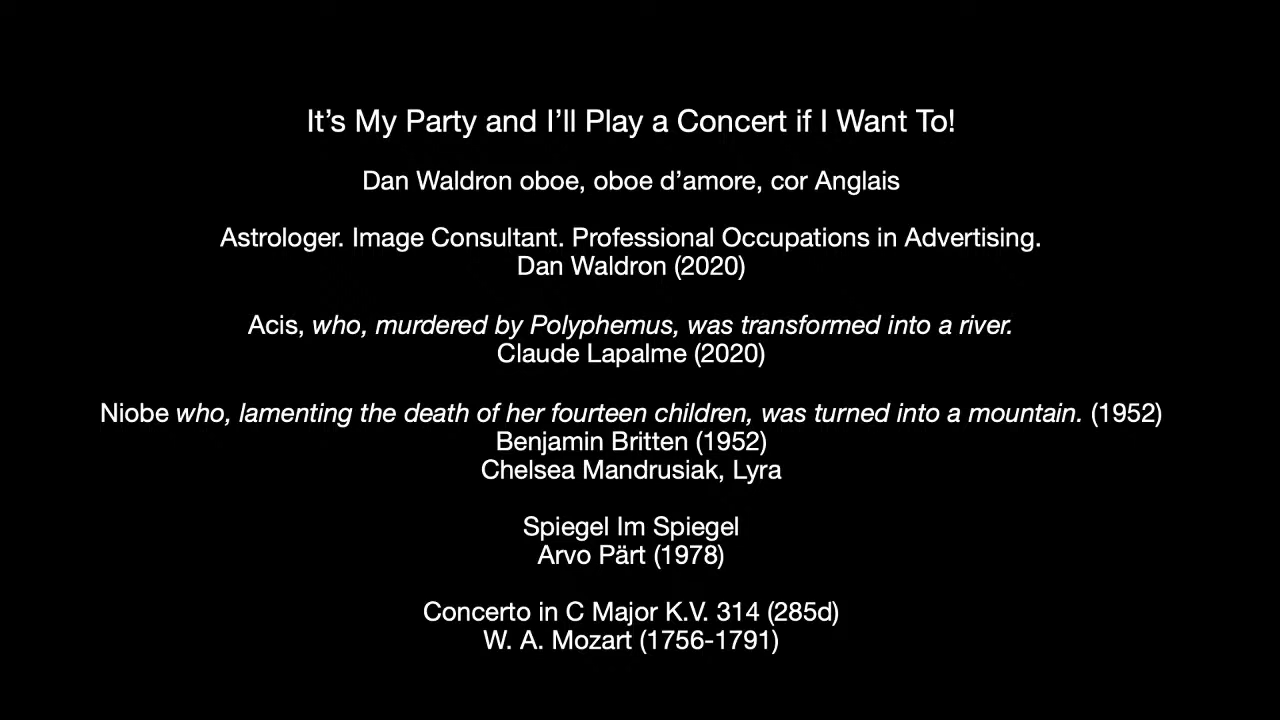 It’s My Party and I’ll Play a Concert if I Want To!
Dan Waldron oboe, oboe d’amore, cor Anglais
Astrologer. Image Consultant. Professional Occupations in Advertising.
Dan Waldron (2020)
Acis, who, murdered by Polyphemus, was transformed into a river.
Claude Lapalme (2020)
Niobe who, lamenting the death of her fourteen children, was turned into a mountain. (1952)
Benjamin Britten (1952)
Chelsea Mandrusiak, Lyra
Spiegel Im Spiegel
Arvo Pärt (1978)
Concerto in C Major K.V. 314 (285d)
W. A. Mozart (1756-1791)